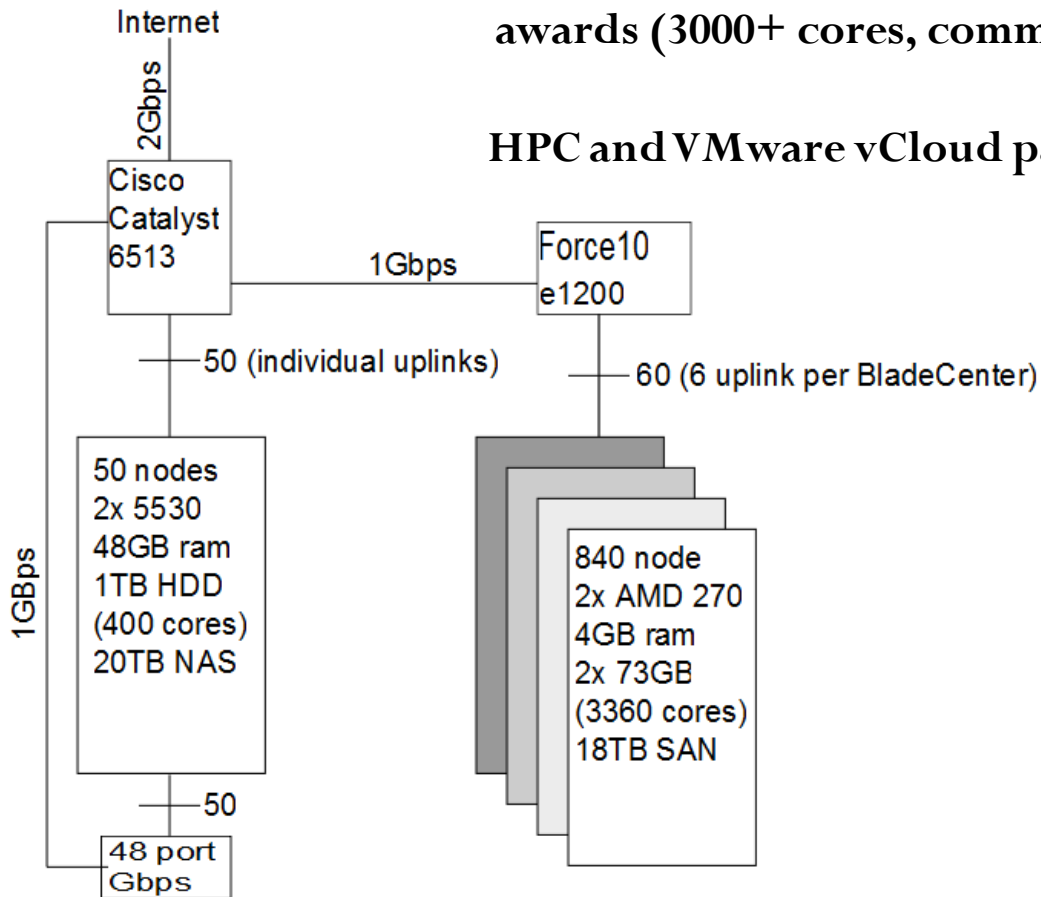 Internet
awards (3000+ cores, comm
2Gbps
HPC and VMware vCloud pa
Cisco
Catalyst
6513
1Gbps
Force10
e1200
50 (individual uplinks)
60 (6 uplink per BladeCenter)
1GBps
50 nodes
2x 5530
48GB ram
1TB HDD
(400 cores)
20TB NAS
840 node
2x AMD 270
4GB ram
2x 73GB
(3360 cores)
18TB SAN
50
48 port
Gbps